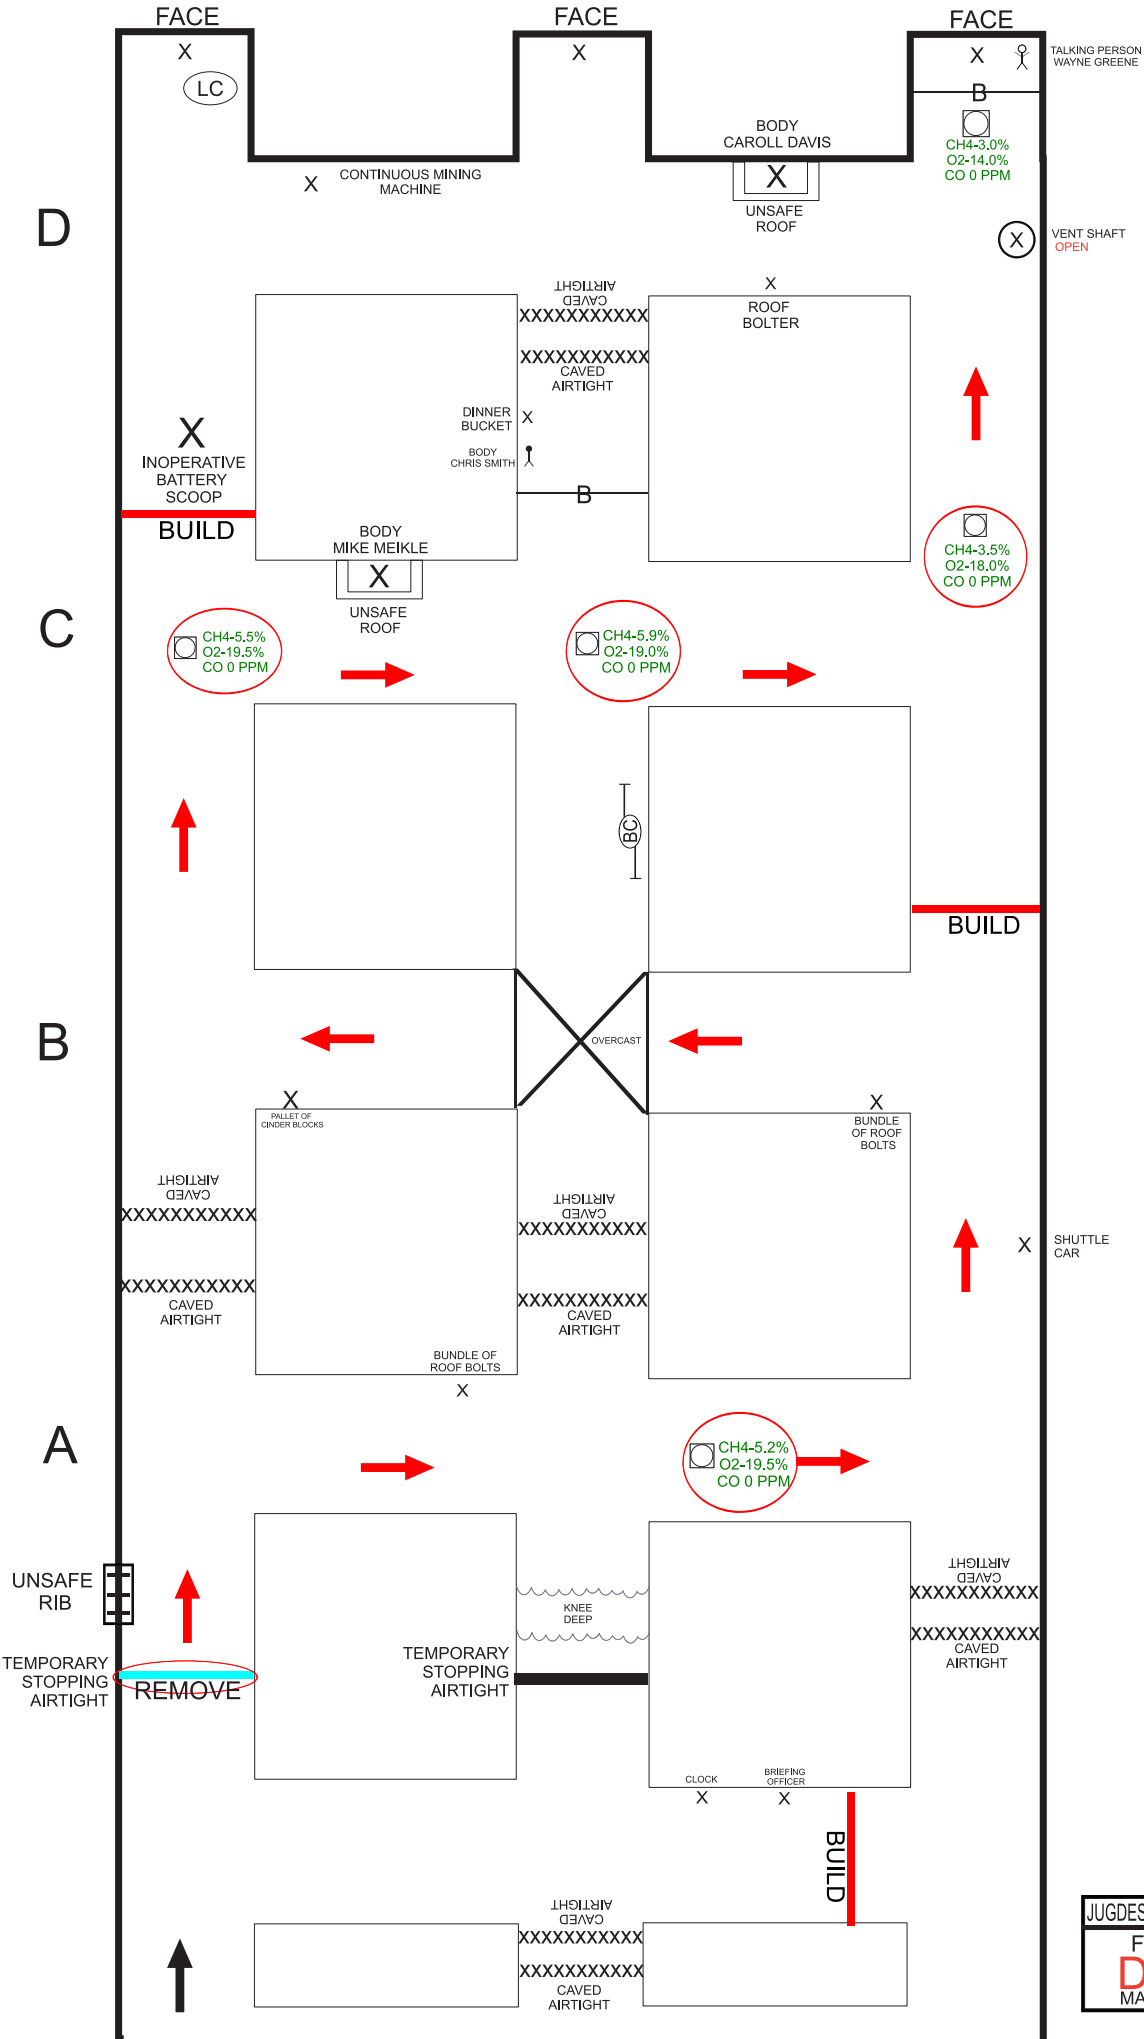 FACE
FACE
FACE
X
X
X
TALKING PERSON
WAYNE GREENE
LC
B
BODY
CAROLL DAVIS
CH4-3.0%
O2-14.0%
CO 0 PPM
X
CONTINUOUS MINING
MACHINE
X
UNSAFE
ROOF
D
X
VENT SHAFT
OPEN
CAVED
AIRTIGHT
XXXXXXXXXXX
X
ROOF
BOLTER
XXXXXXXXXXX
CAVED
AIRTIGHT
DINNER
BUCKET
X
X
INOPERATIVE
BATTERY
SCOOP
BODY
CHRIS SMITH
B
BUILD
BODY
MIKE MEIKLE
X
UNSAFE
ROOF
CH4-3.5%
O2-18.0%
CO 0 PPM
C
CH4-5.5%
O2-19.5%
CO 0 PPM
CH4-5.9%
O2-19.0%
CO 0 PPM
BC
BUILD
B
OVERCAST
X
PALLET OF
CINDER BLOCKS
X
BUNDLE
OF ROOF
BOLTS
CAVED
AIRTIGHT
XXXXXXXXXXX
CAVED
AIRTIGHT
XXXXXXXXXXX
X
SHUTTLE
CAR
XXXXXXXXXXX
CAVED
AIRTIGHT
XXXXXXXXXXX
CAVED
AIRTIGHT
BUNDLE OF
ROOF BOLTS
X
A
CH4-5.2%
O2-19.5%
CO 0 PPM
UNSAFE
RIB
KNEE
DEEP
CAVED
AIRTIGHT
XXXXXXXXXXX
XXXXXXXXXXX
CAVED
AIRTIGHT
TEMPORARY
STOPPING
AIRTIGHT
REMOVE
TEMPORARY
STOPPING
AIRTIGHT
CLOCK
X
BRIEFING
OFFICER
X
BUILD
CAVED
AIRTIGHT
XXXXXXXXXXX
XXXXXXXXXXX
CAVED
AIRTIGHT
JUGDES
F
D
MA